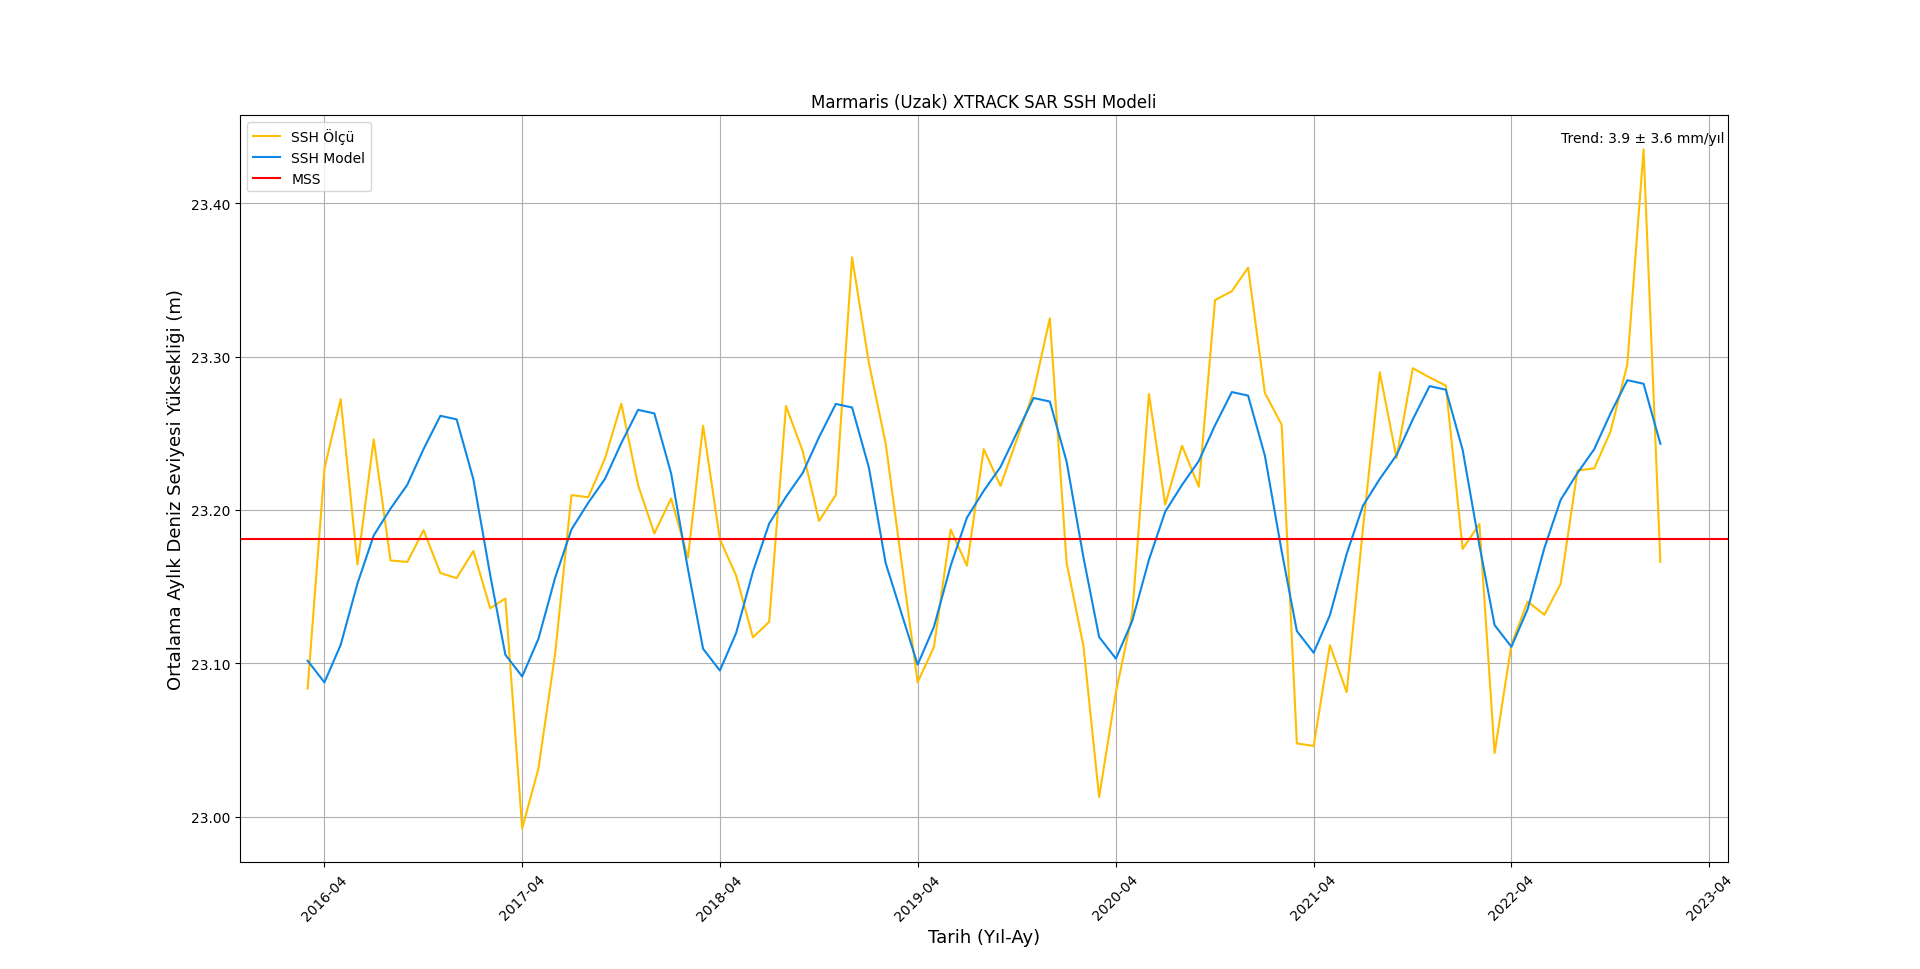 Marmaris (Uzak) XTRACK SAR SSH Modeli
SSH Ölçü
SSH Model
MSS
Trend: 3.9 ± 3.6 mm/yıl
Ortalama Aylık Deniz Seviyesi Yüksekliği (m)
23.40
23.30
23.20
23.10
23.00
2016-04
2017-04
2018-04
2019-04
2020-04
2021-04
2022-04
2023-04
Tarih (Yıl-Ay)